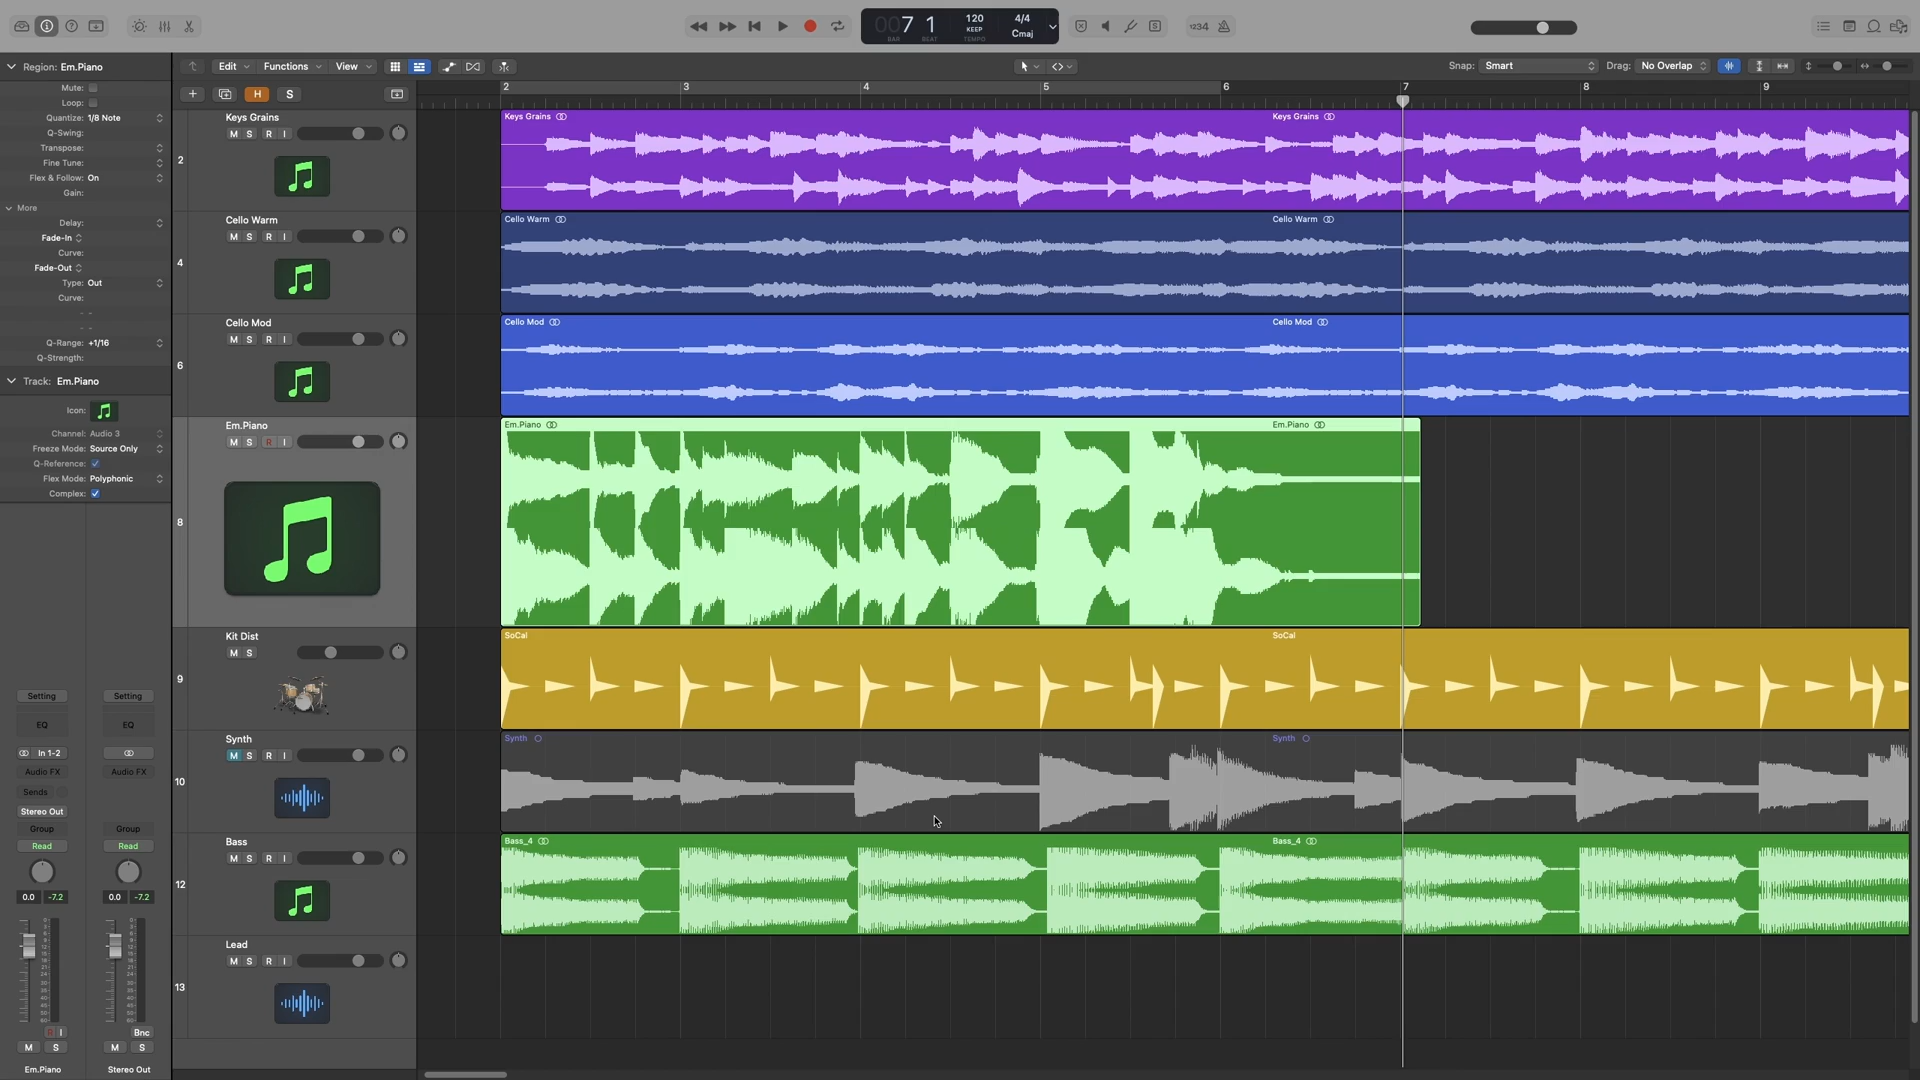 007 1
BAR BEAT
120
KEEP
TEMPO
4/4
Cmaj
1234
Region: Em.Piano
Mute:
Loop:
Quantize: 1/8 Note
Q-Swing:
Transpose:
Fine Tune:
Flex & Follow: On
Gain:
More
Delay:
Fade-In
Curve:
Fade-Out
Type: Out
Curve:
Q-Range: +1/16
Q-Strength:
Track: Em.Piano
Icon:
Channel: Audio 3
Freeze Mode: Source Only
Q-Reference:
Flex Mode: Polyphonic
Complex:
Setting Setting
EQ EQ
In 1-2
Audio FX Audio FX
Sends
Stereo Out
Group Group
Read Read
0.0 -7.2 0.0 -7.2
R I Bnc
M S M S
Em.Piano Stereo Out
Edit Functions View
Snap: Smart Drag: No Overlap
H S
2 3 4 5 6 7 8 9
2 Keys Grains
M S R I
Keys Grains Keys Grains
4 Cello Warm
M S R I
Cello Warm Cello Warm
6 Cello Mod
M S R I
Cello Mod Cello Mod
8 Em.Piano
M S R I
Em.Piano Em.Piano
9 Kit Dist
M S
SoCal SoCal
10 Synth
M S R I
Synth Synth
12 Bass
M S R I
Bass_4 Bass_4
13 Lead
M S R I